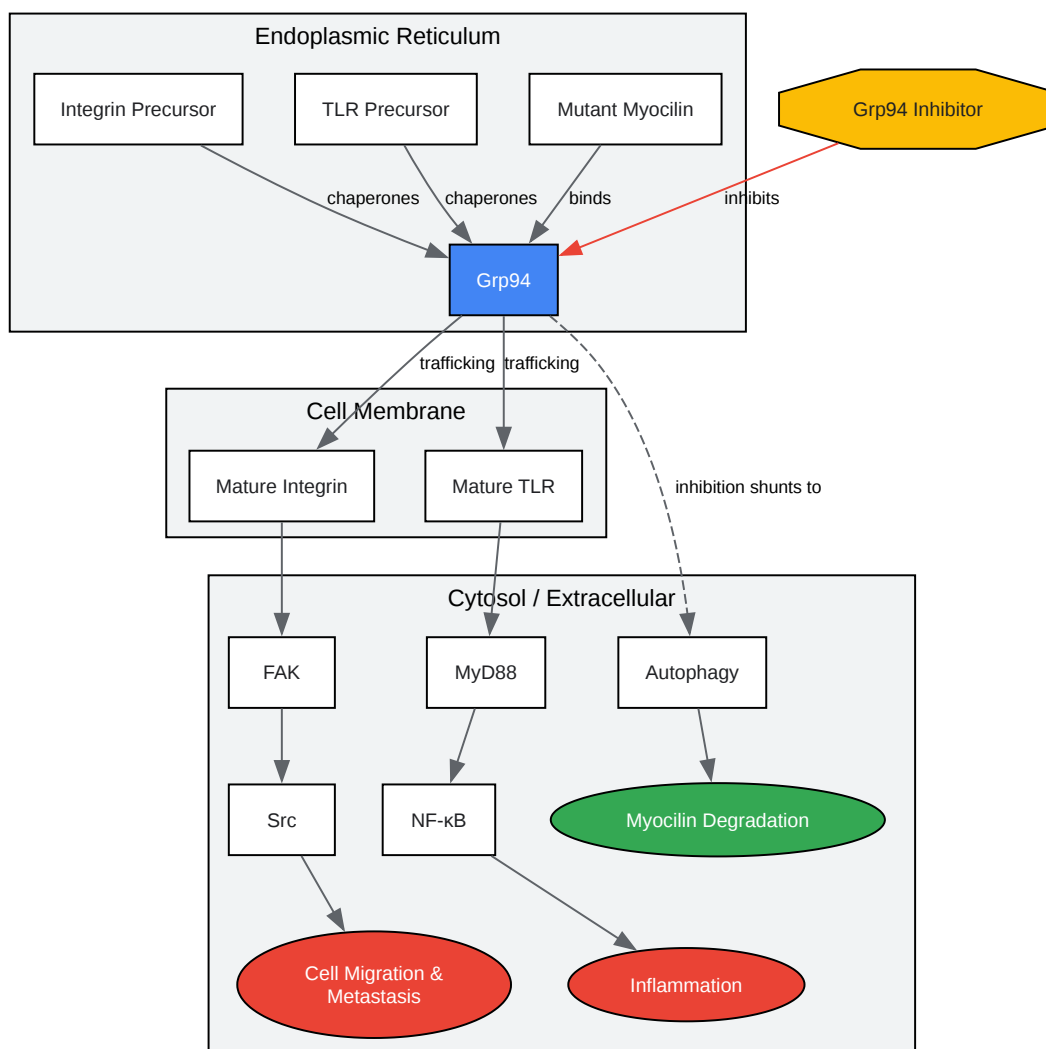 Endoplasmic Reticulum
Integrin Precursor
TLR Precursor
Mutant Myocilin
Grp94 Inhibitor
chaperones
chaperones
binds
inhibits
Grp94
trafficking
trafficking
Cell Membrane
Mature Integrin
Mature TLR
inhibition shunts to
Cytosol / Extracellular
FAK
MyD88
Autophagy
Src
NF-κB
Myocilin Degradation
Cell Migration &
Metastasis
Inflammation